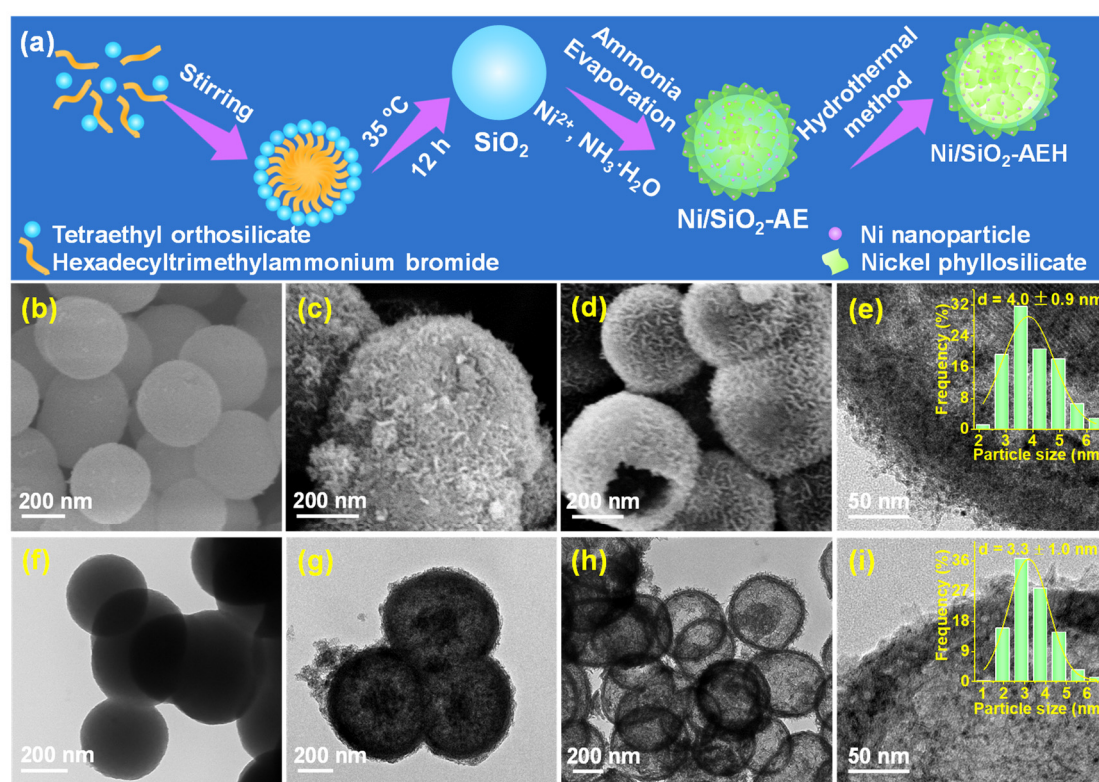 (a)
Stirring
35 ºC
12 h
SiO₂
Ammonia
Evaporation
Ni²⁺, NH₃·H₂O
Ni/SiO₂-AE
Hydrothermal
method
Ni/SiO₂-AEH
Tetraethyl orthosilicate
Hexadecyltrimethylammonium bromide
Ni nanoparticle
Nickel phyllosilicate
(b)
200 nm
(c)
200 nm
(d)
200 nm
(e)
d = 4.0 ± 0.9 nm
Frequency (%)
32
24
16
8
0
2 3 4 5 6
Particle size (nm
50 nm
(f)
200 nm
(g)
200 nm
(h)
200 nm
(i)
d = 3.3 ± 1.0 nm
Frequency (%)
36
27
18
9
0
1 2 3 4 5 6
Particle size (nm
50 nm